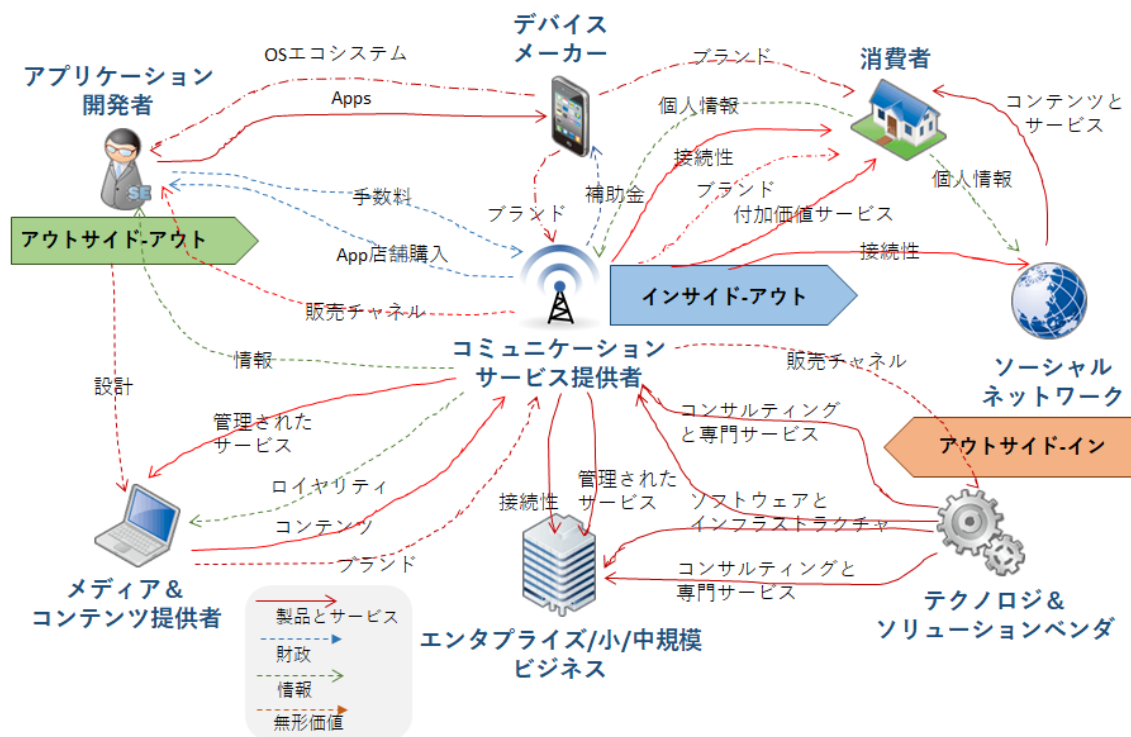 デバイス
メーカー
消費者
アプリケーション
開発者
OSエコシステム
Apps
ブランド
個人情報
コンテンツと
サービス
接続性
個人情報
SE
手数料
ブランド
補助金
ブランド
付加価値サービス
アウトサイド-アウト
App店舗購入
接続性
インサイド-アウト
販売チャネル
コミュニケーション
サービス提供者
情報
設計
販売チャネル
ソーシャル
ネットワーク
管理された
サービス
コンサルティング
と専門サービス
アウトサイド-イン
ロイヤリティ
コンテンツ
ブランド
接続性
管理された
サービス
ソフトウェアと
インフラストラクチャ
コンサルティングと
専門サービス
メディア＆
コンテンツ提供者
エンタプライズ/小/中規模
ビジネス
テクノロジ＆
ソリューションベンダ
製品とサービス
財政
情報
無形価値